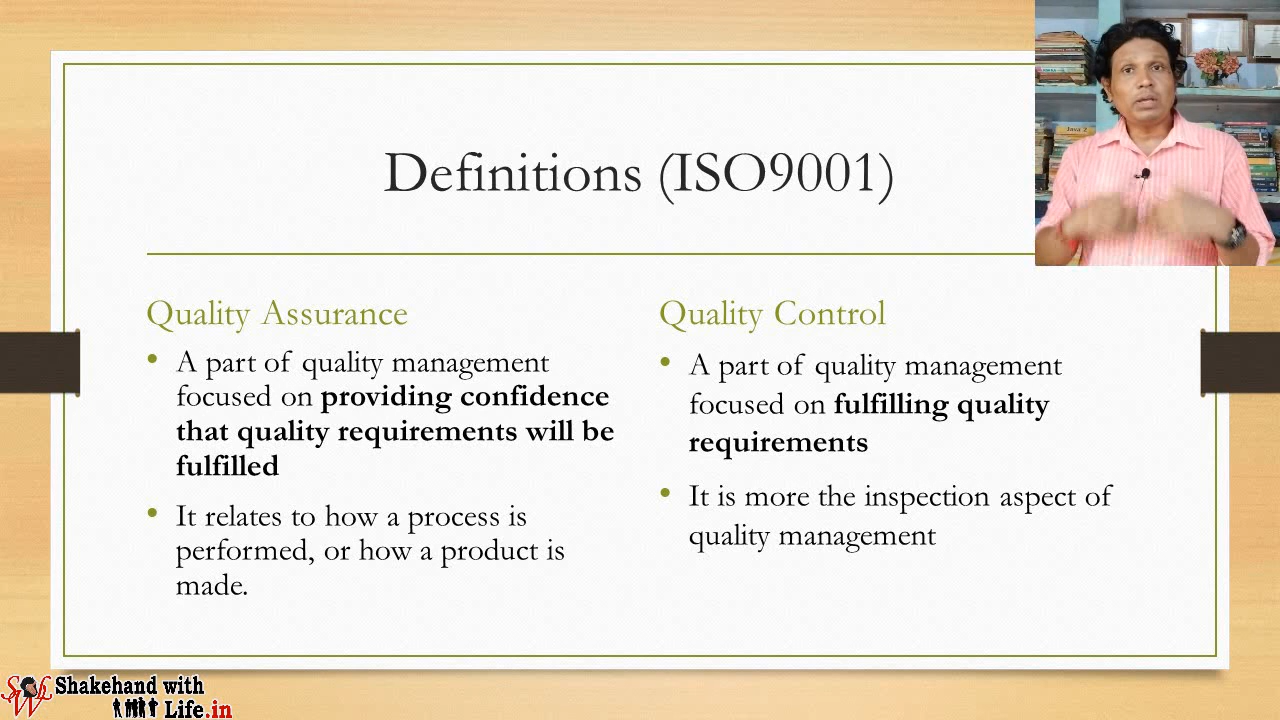 Definitions (ISO9001)
Quality Assurance
• A part of quality management
focused on providing confidence
that quality requirements will be
fulfilled
• It relates to how a process is
performed, or how a product is
made.
Quality Control
• A part of quality management
focused on fulfilling quality
requirements
• It is more the inspection aspect of
quality management
Java 2
Shakehand with
Life.in